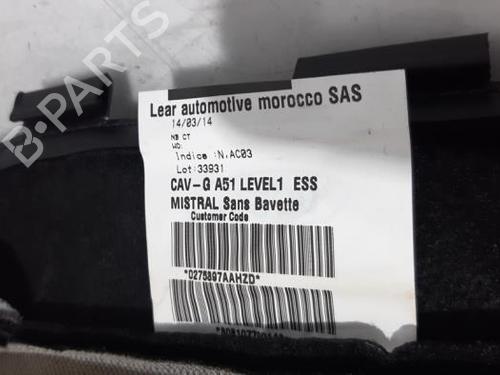 B-PARTS
Lear automotive morocco SAS
14/03/14
NB CT
WD.
Indice :N.AC03
Lot:33931
CAV-G A51 LEVEL1 ESS
MISTRAL Sans Bavette
Customer Code
*0275897AAHZD*